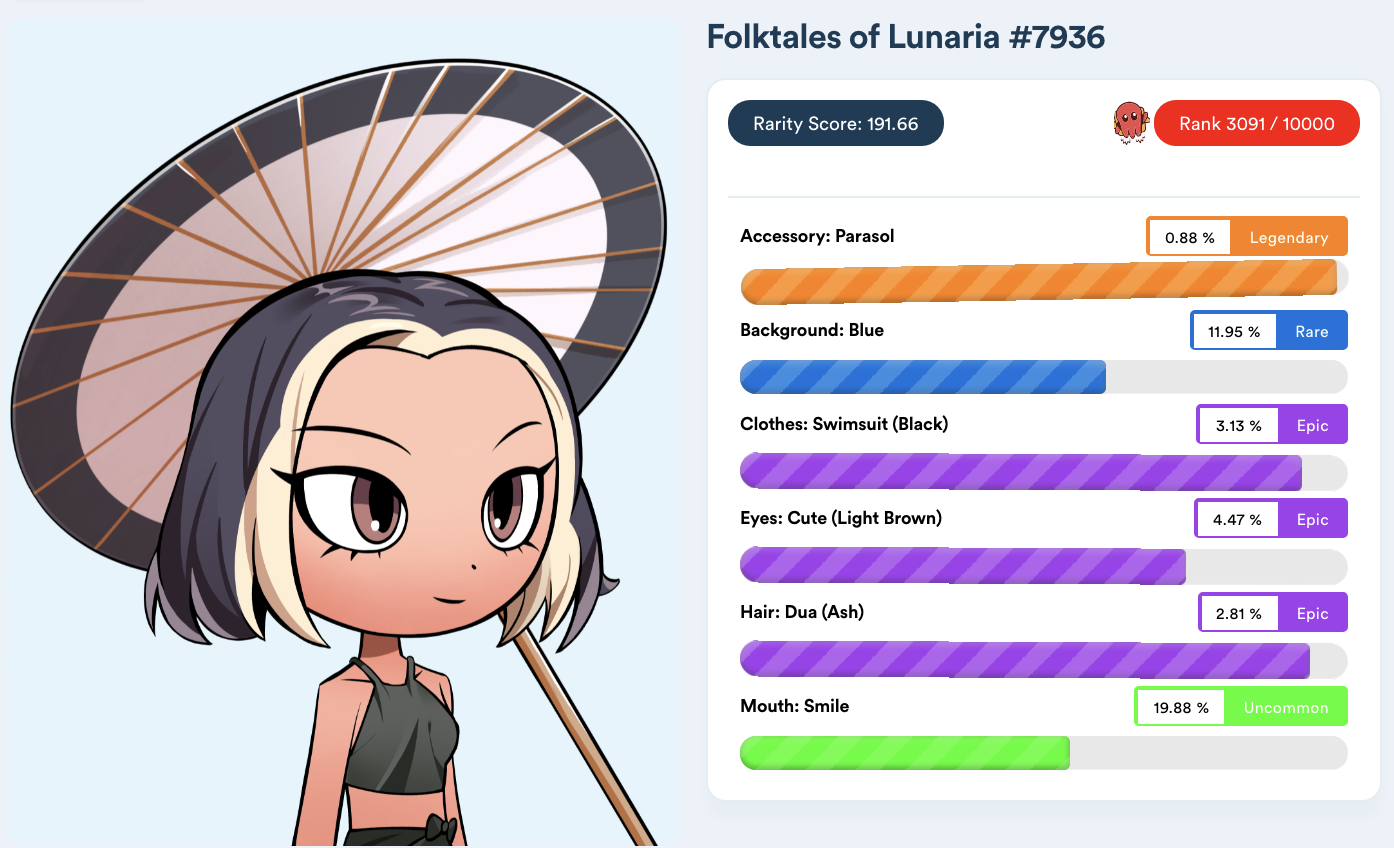 Folktales of Lunaria #7936
Rarity Score: 191.66
Rank 3091 / 10000
Accessory: Parasol
0.88 %
Legendary
Background: Blue
11.95 %
Rare
Clothes: Swimsuit (Black)
3.13 %
Epic
Eyes: Cute (Light Brown)
4.47 %
Epic
Hair: Dua (Ash)
2.81 %
Epic
Mouth: Smile
19.88 %
Uncommon